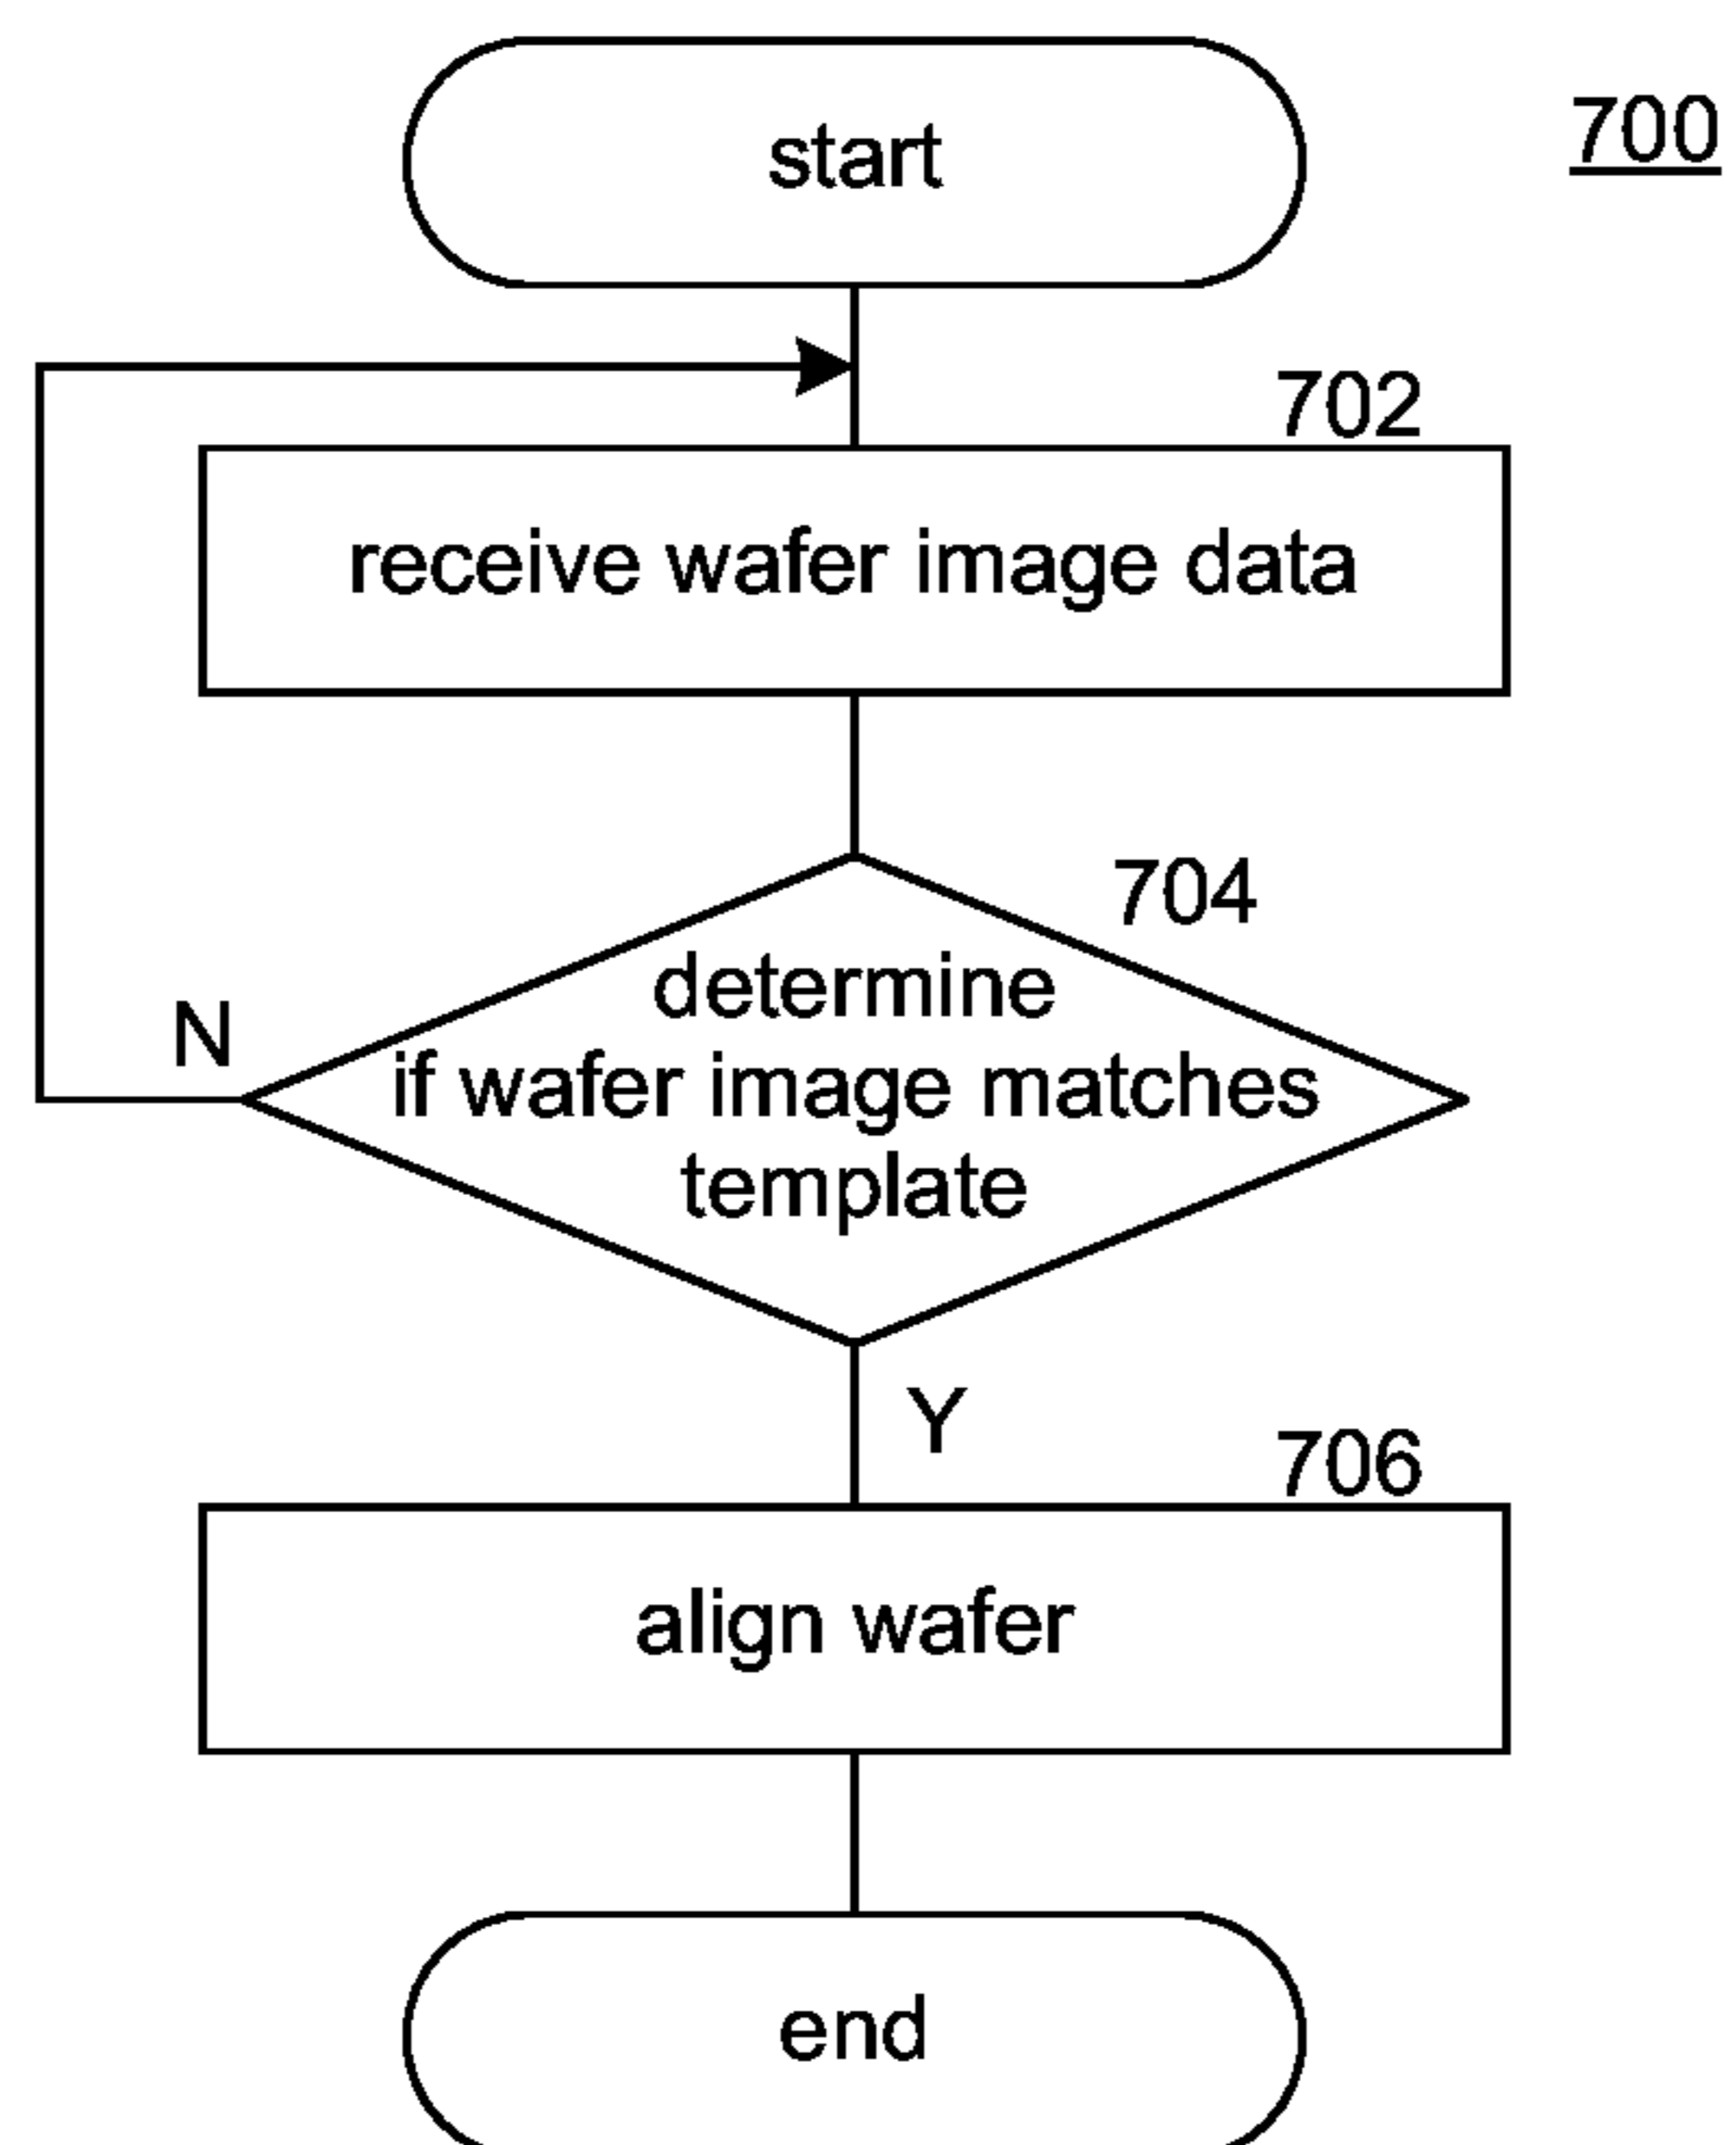 start
700
702
receive wafer image data
704
determine
if wafer image matches
template
N
Y
706
align wafer
end